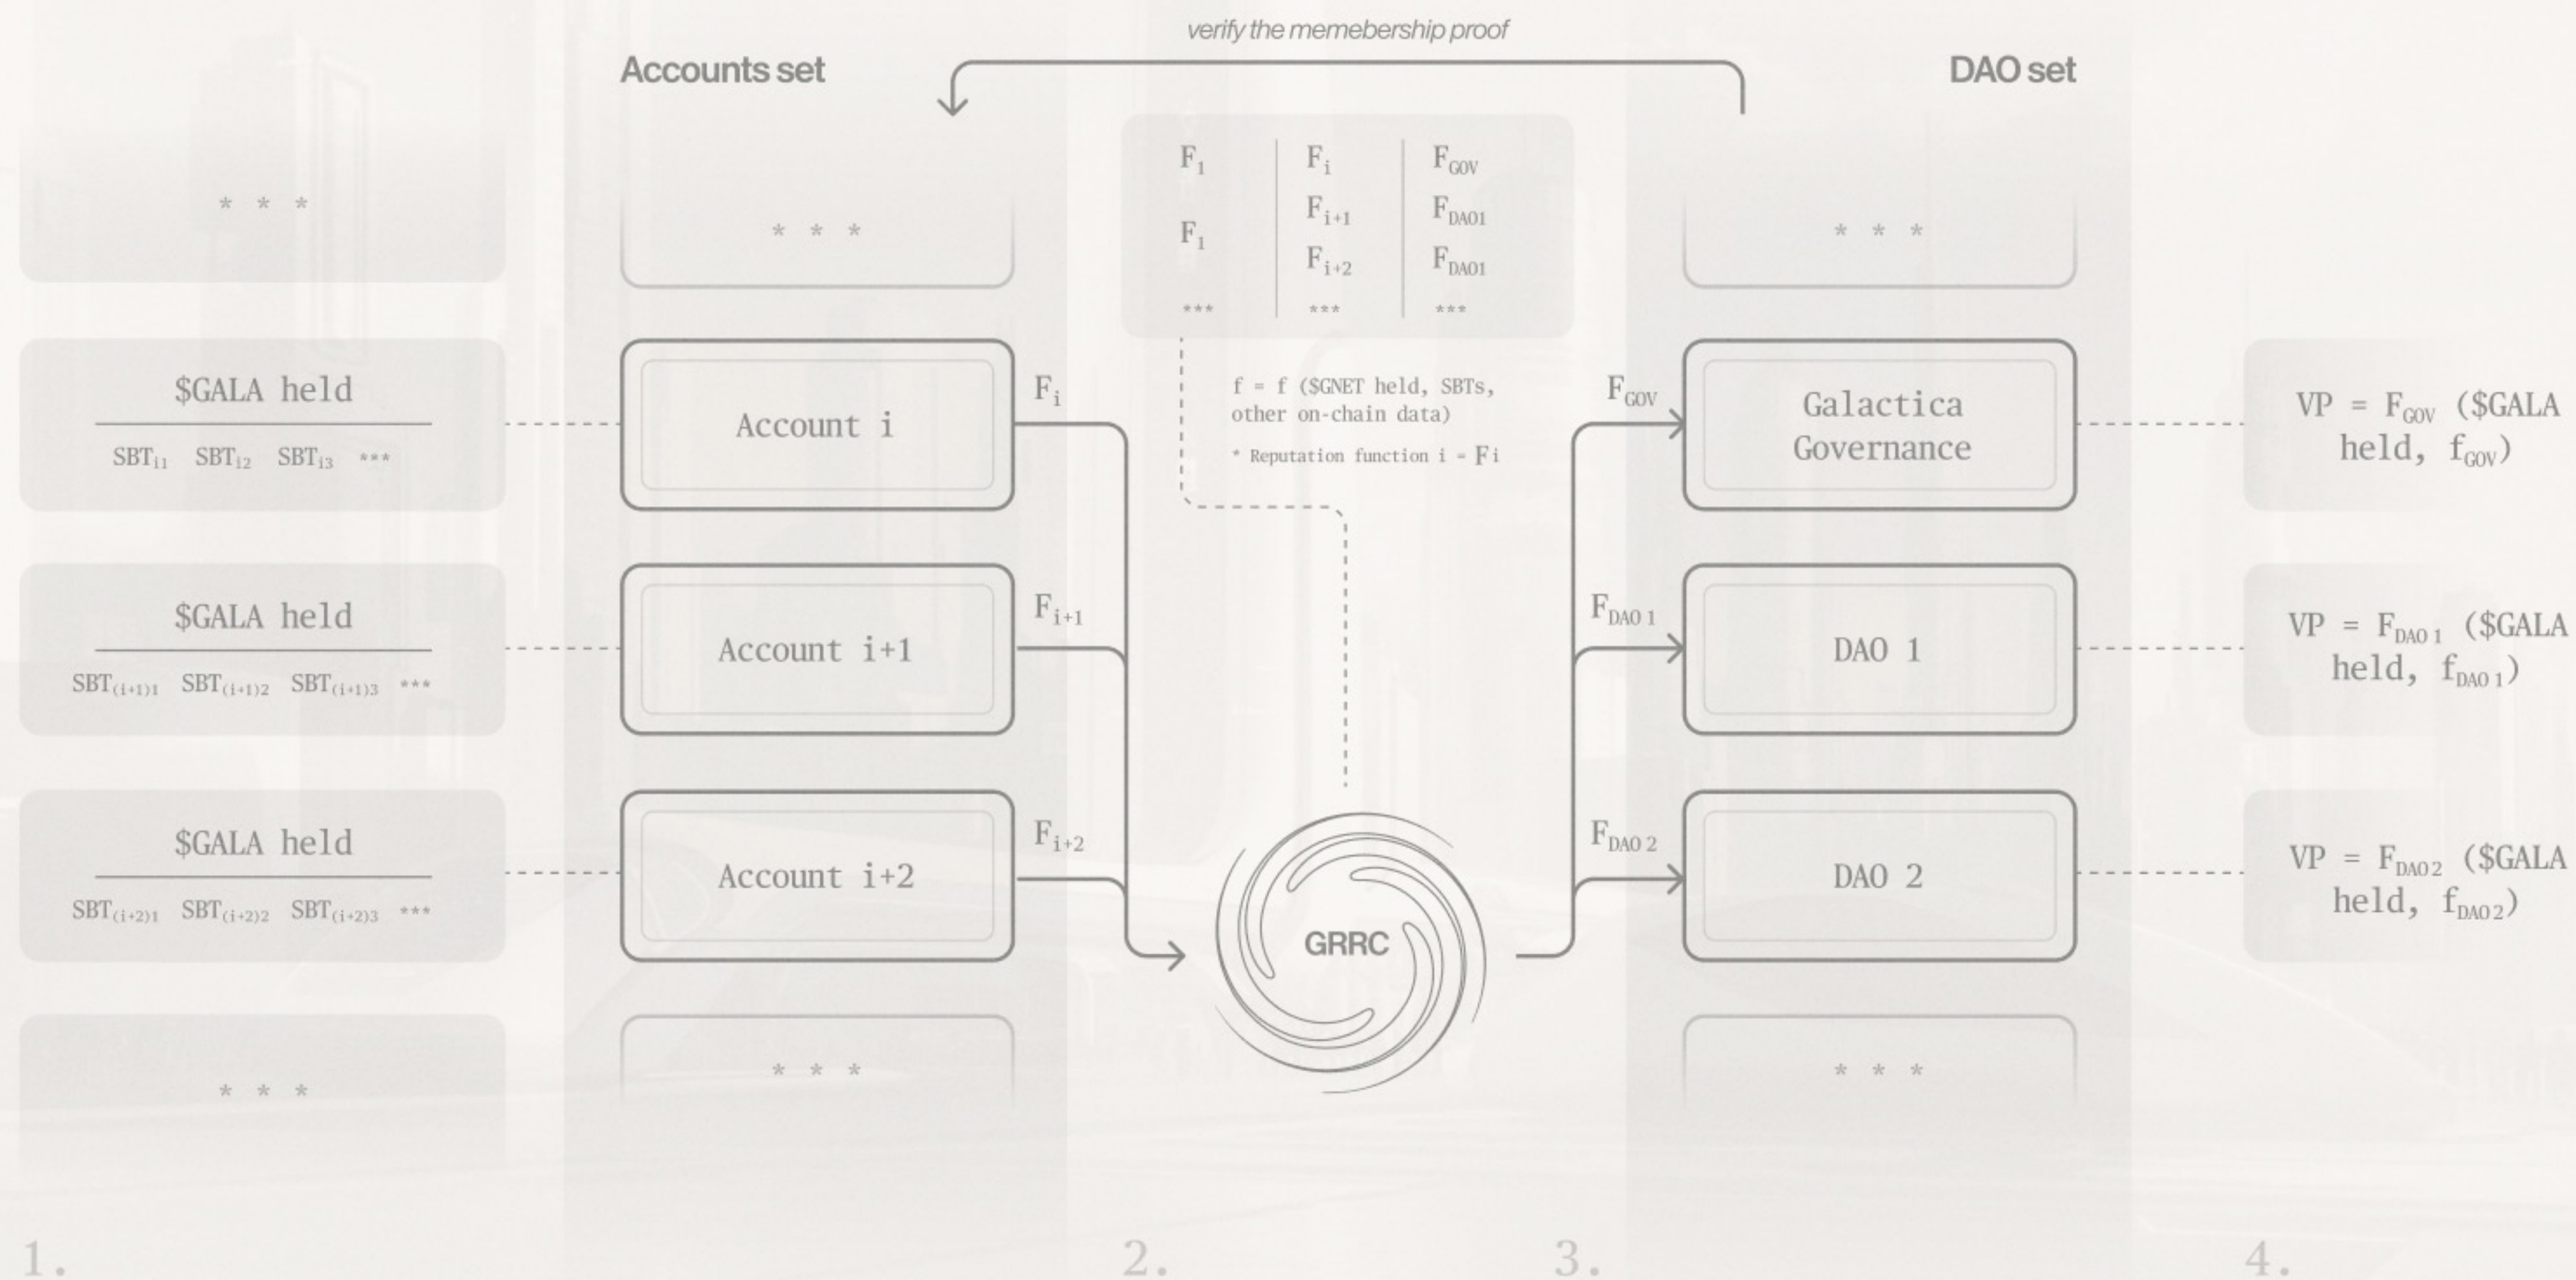 verify the memebership proof
Accounts set
DAO set
* * *
* * *
F1 Fi FGOV
F1 Fi+1 FDAO1
Fi+2 FDAO1
*** *** ***
* * *
$GALA held
SBTi1 SBTi2 SBTi3 ***
Account i
Fi
f = f ($GNET held, SBTs,
other on-chain data)
* Reputation function i = Fi
FGOV
Galactica
Governance
VP = FGOV ($GALA
held, fGOV)
$GALA held
SBT(i+1)1 SBT(i+1)2 SBT(i+1)3 ***
Account i+1
Fi+1
FDAO 1
DAO 1
VP = FDAO 1 ($GALA
held, fDAO 1)
$GALA held
SBT(i+2)1 SBT(i+2)2 SBT(i+2)3 ***
Account i+2
Fi+2
GRRC
FDAO 2
DAO 2
VP = FDAO 2 ($GALA
held, fDAO 2)
* * *
* * *
* * *
1.
2.
3.
4.